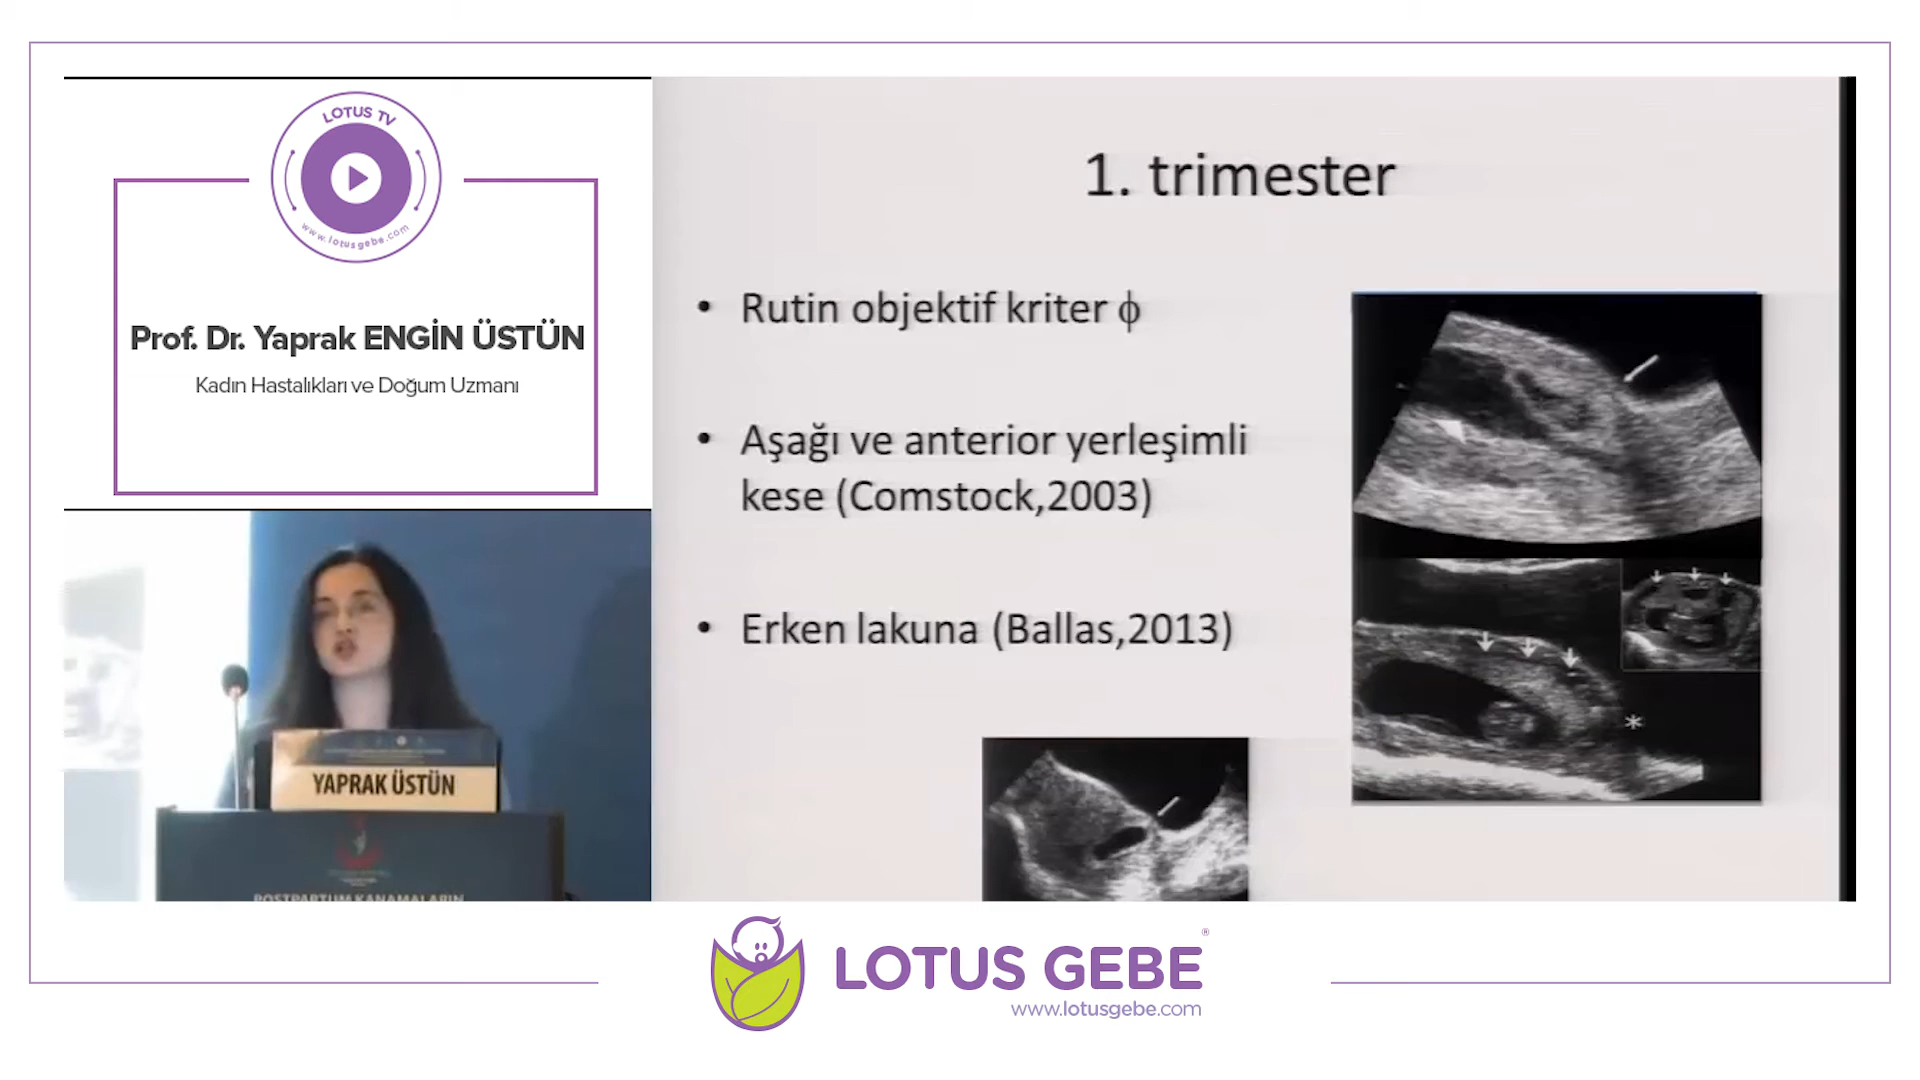 LOTUS TV
www.lotusgebe.com
Prof. Dr. Yaprak ENGİN ÜSTÜN
Kadın Hastalıkları ve Doğum Uzmanı
YAPRAK ÜSTÜN
POSTPARTUM KANAMALARIN
1. trimester
• Rutin objektif kriter ϕ
• Aşağı ve anterior yerleşimli
kese (Comstock,2003)
• Erken lakuna (Ballas,2013)
*
LOTUS GEBE®
www.lotusgebe.com